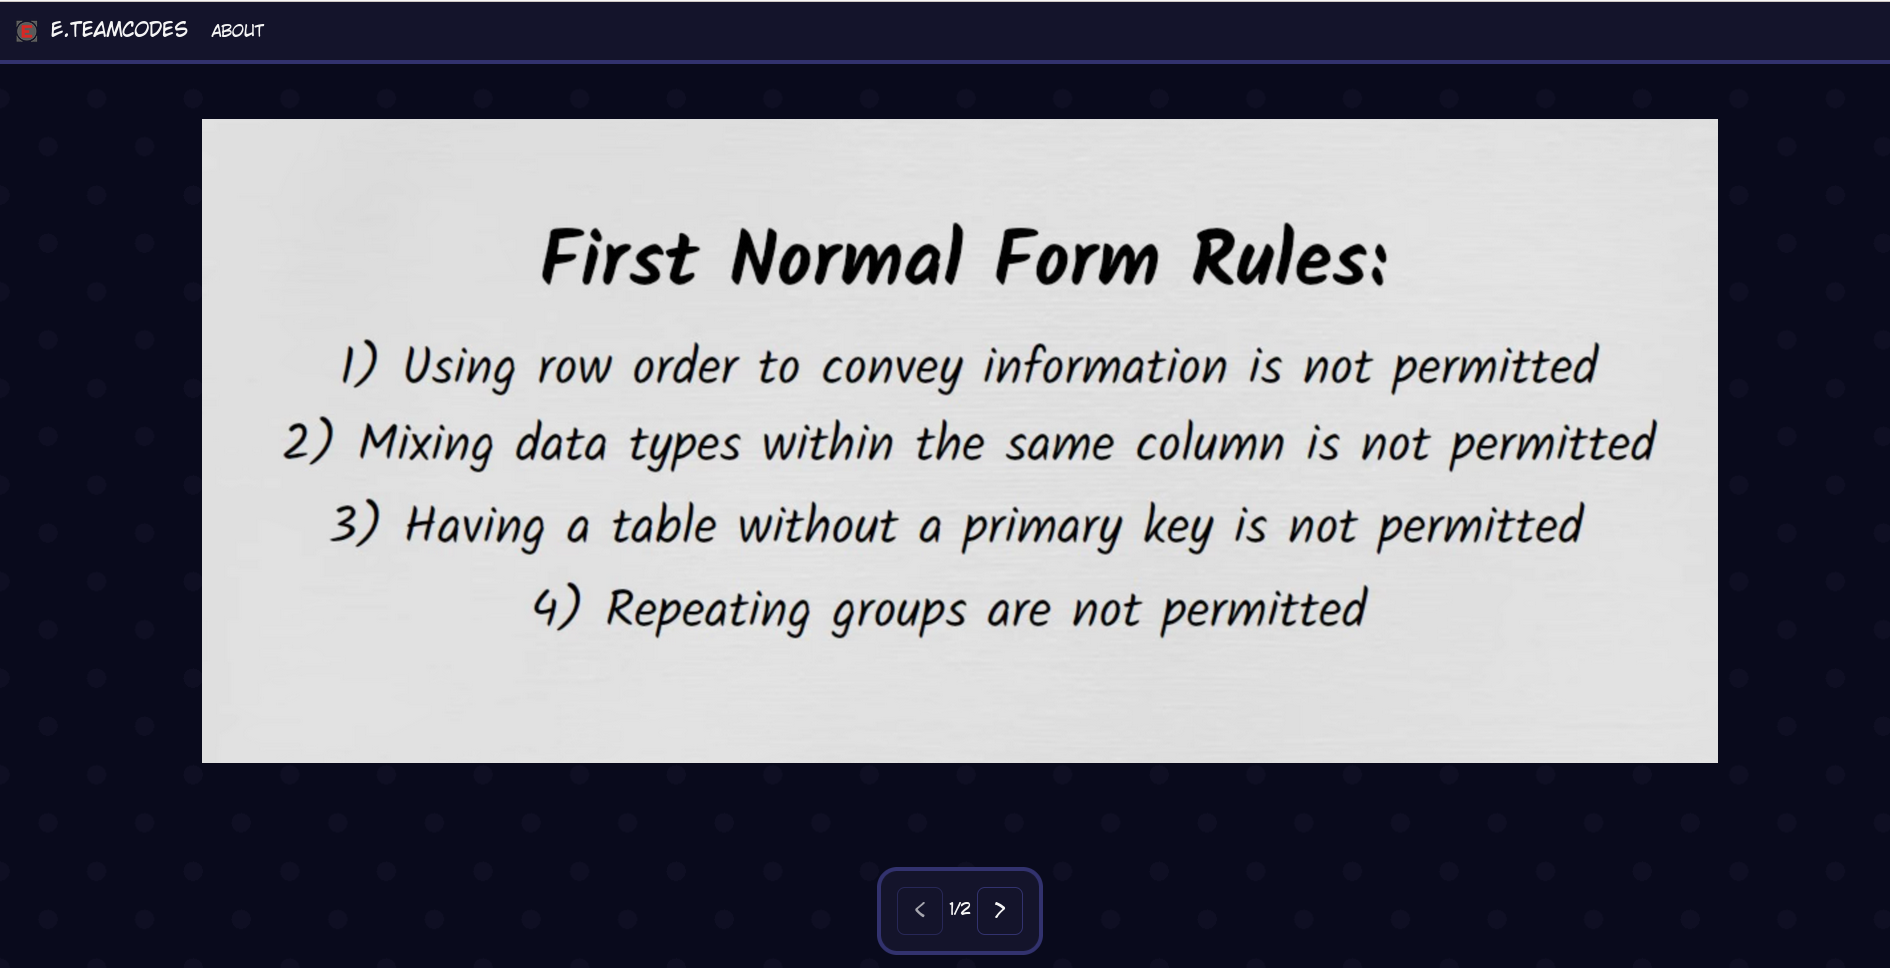 E.TEAMCODES ABOUT
First Normal Form Rules:
1) Using row order to convey information is not permitted
2) Mixing data types within the same column is not permitted
3) Having a table without a primary key is not permitted
4) Repeating groups are not permitted
1/2